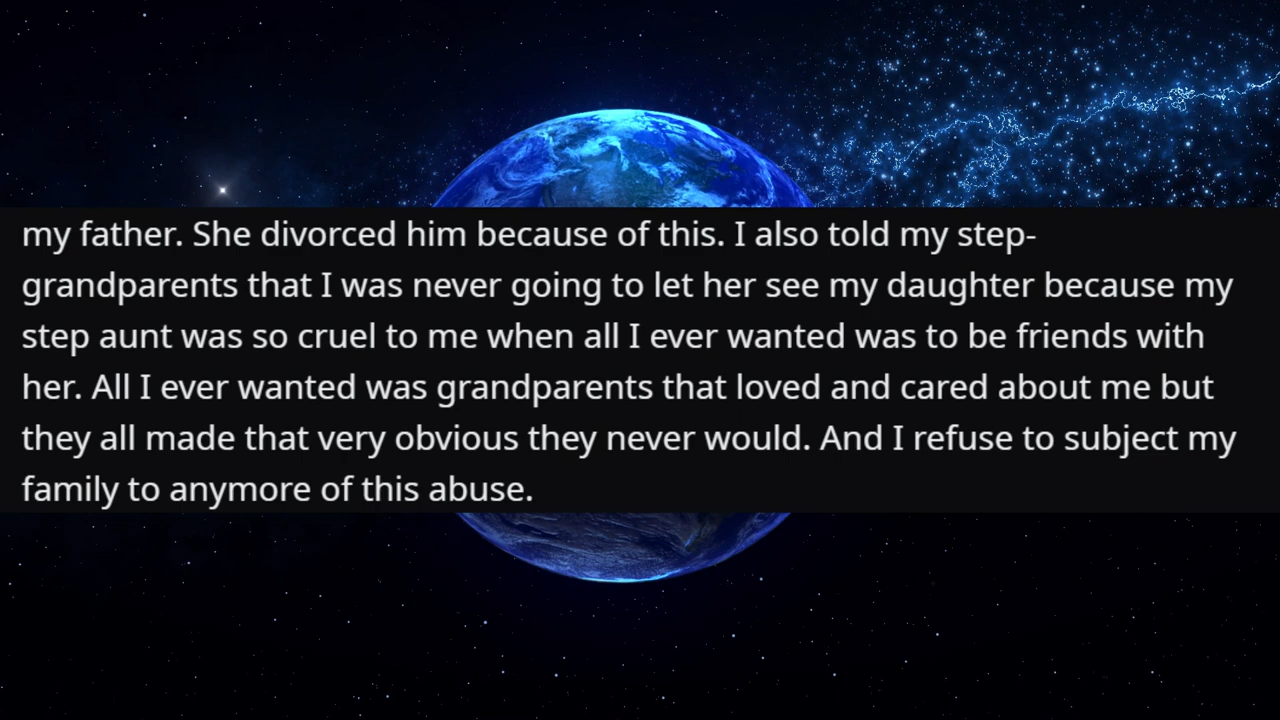 my father. She divorced him because of this. I also told my step-
grandparents that I was never going to let her see my daughter because my
step aunt was so cruel to me when all I ever wanted was to be friends with
her. All I ever wanted was grandparents that loved and cared about me but
they all made that very obvious they never would. And I refuse to subject my
family to anymore of this abuse.